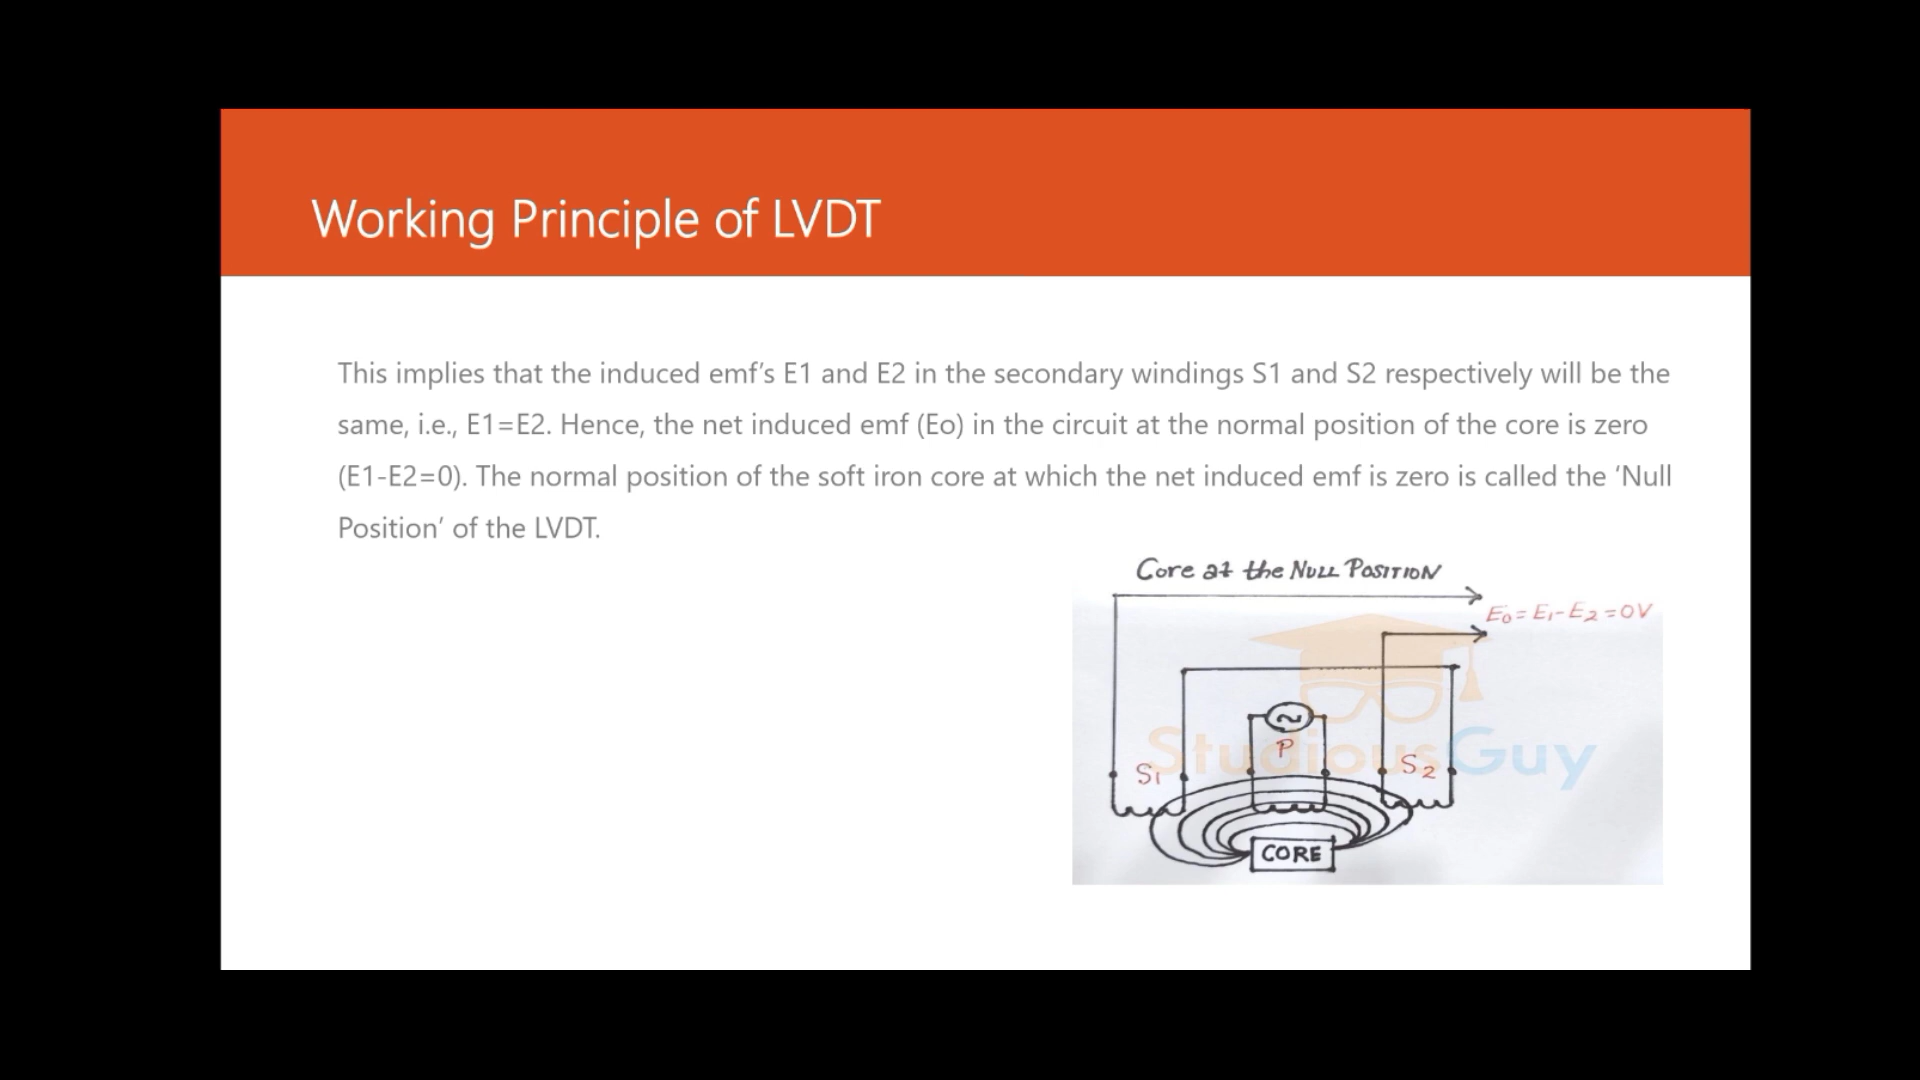 Working Principle of LVDT
This implies that the induced emf’s E1 and E2 in the secondary windings S1 and S2 respectively will be the
same, i.e., E1=E2. Hence, the net induced emf (Eo) in the circuit at the normal position of the core is zero
(E1-E2=0). The normal position of the soft iron core at which the net induced emf is zero is called the ‘Null
Position’ of the LVDT.
Core at the NULL POSITION
E0 = E1 - E2 = 0V
P
S1
S2
StudiousGuy
CORE